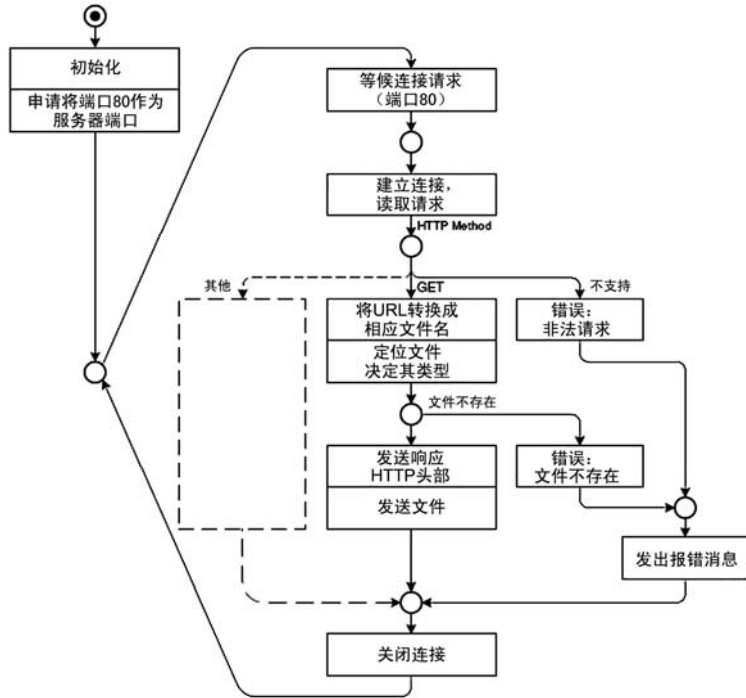 初始化
申请将端口80作为
服务器端口
等候连接请求
（端口80）
建立连接，
读取请求
HTTP Method
其他
GET
不支持
将URL转换成
相应文件名
错误：
非法请求
定位文件
决定其类型
文件不存在
发送响应
HTTP头部
错误：
文件不存在
发送文件
发出报错消息
关闭连接